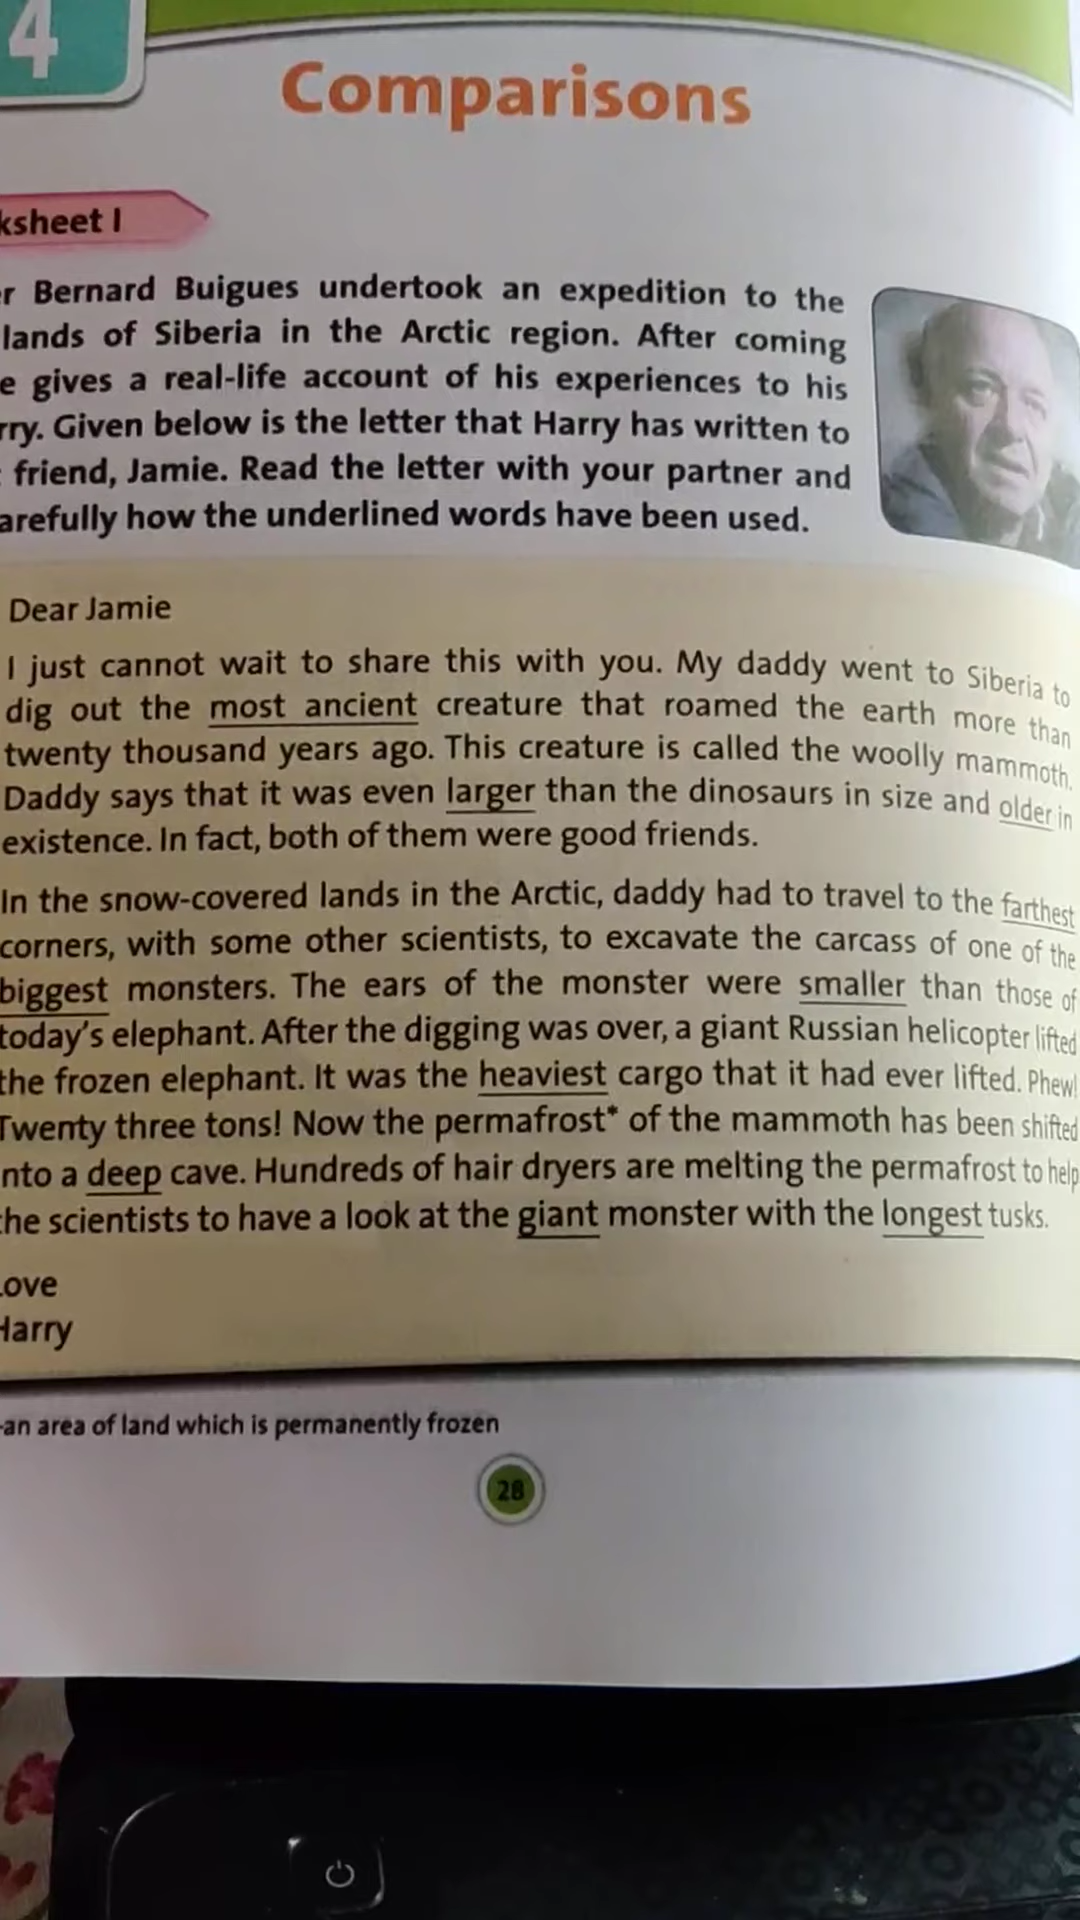 4
Comparisons
ksheet I
r Bernard Buigues undertook an expedition to the
lands of Siberia in the Arctic region. After coming
e gives a real-life account of his experiences to his
rry. Given below is the letter that Harry has written to
friend, Jamie. Read the letter with your partner and
arefully how the underlined words have been used.
Dear Jamie
I just cannot wait to share this with you. My daddy went to Siberia to
dig out the most ancient creature that roamed the earth more than
twenty thousand years ago. This creature is called the woolly mammoth.
Daddy says that it was even larger than the dinosaurs in size and older in
existence. In fact, both of them were good friends.
In the snow-covered lands in the Arctic, daddy had to travel to the farthest
corners, with some other scientists, to excavate the carcass of one of the
biggest monsters. The ears of the monster were smaller than those of
today's elephant. After the digging was over, a giant Russian helicopter lifted
the frozen elephant. It was the heaviest cargo that it had ever lifted. Phew!
Twenty three tons! Now the permafrost* of the mammoth has been shifted
nto a deep cave. Hundreds of hair dryers are melting the permafrost to help
the scientists to have a look at the giant monster with the longest tusks.
Love
Harry
-an area of land which is permanently frozen
28